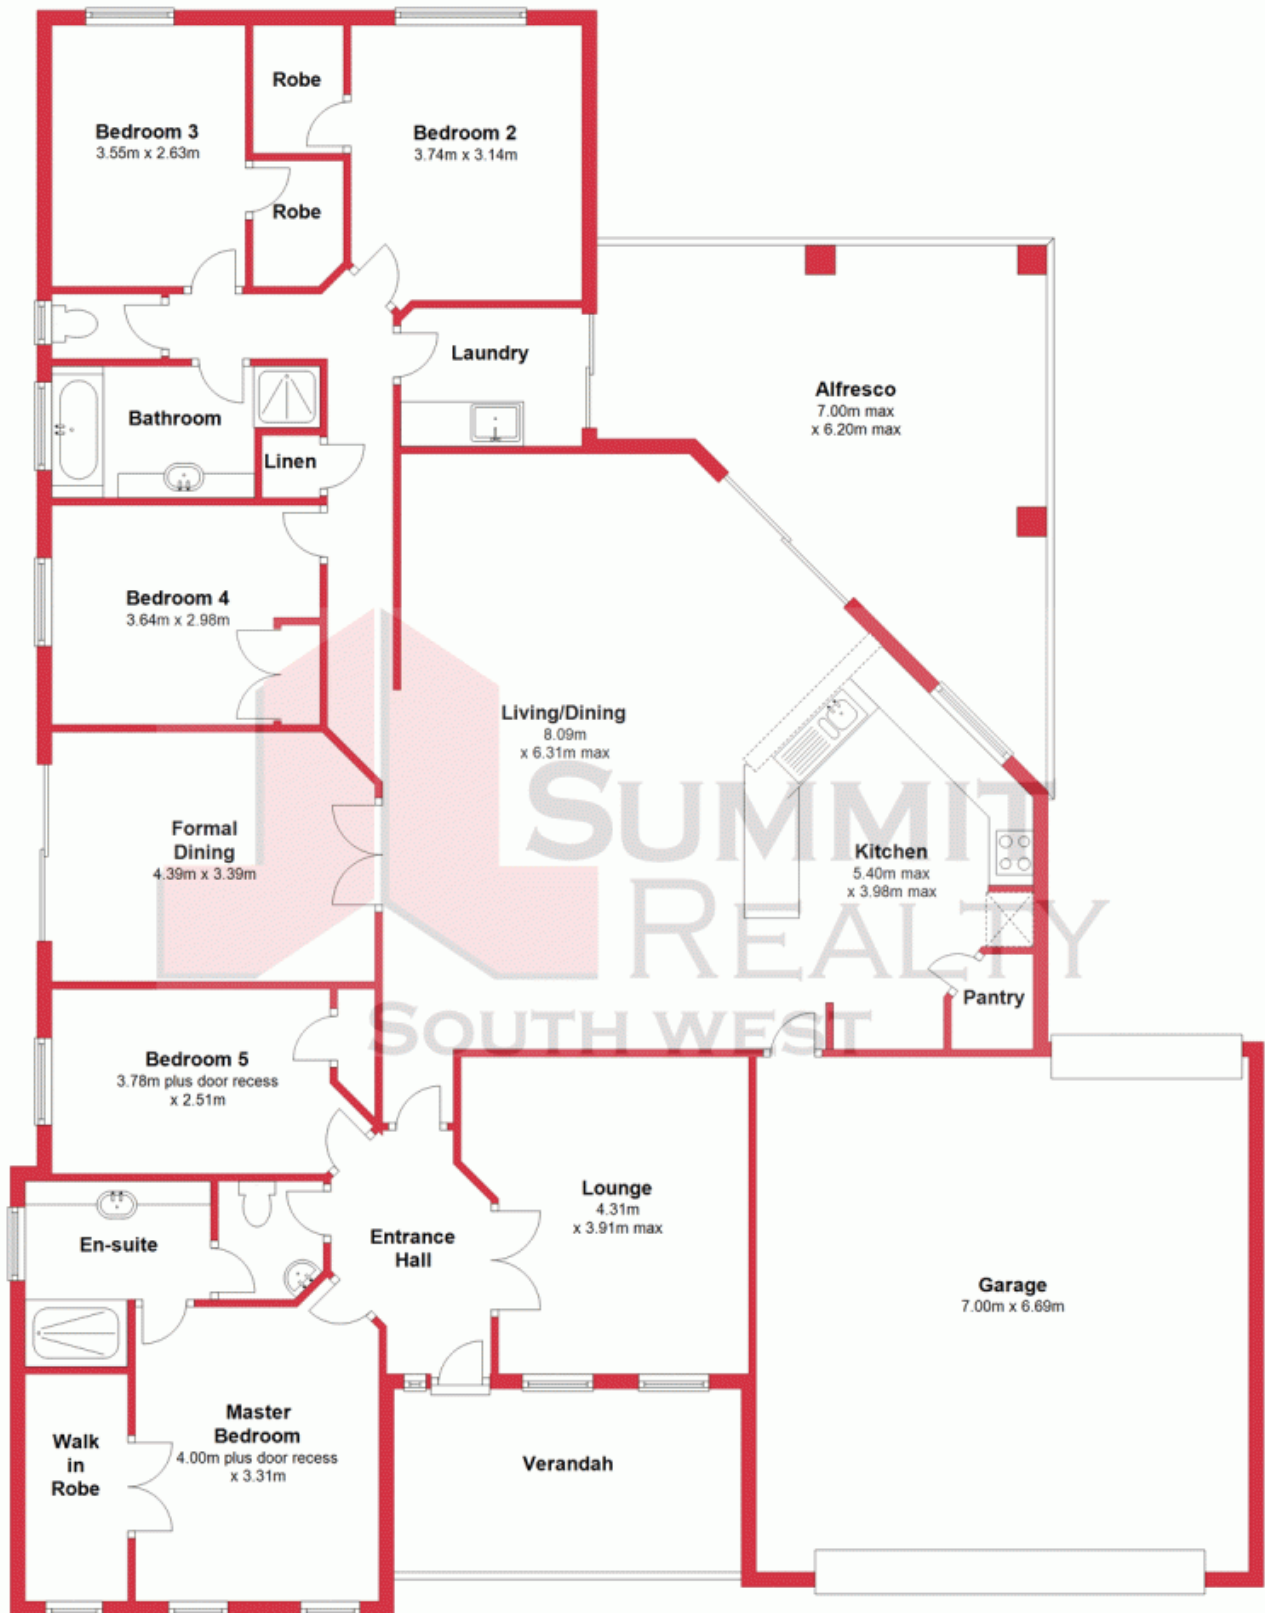 Robe
Bedroom 3
3.55m x 2.63m
Bedroom 2
3.74m x 3.14m
Robe
Laundry
Alfresco
7.00m max
x 6.20m max
Bathroom
Linen
Bedroom 4
3.64m x 2.98m
Living/Dining
8.09m
x 6.31m max
Formal
Dining
4.39m x 3.39m
Kitchen
5.40m max
x 3.98m max
SUMMIT
REALTY
SOUTH WEST
Pantry
Bedroom 5
3.78m plus door recess
x 2.51m
Lounge
4.31m
x 3.91m max
En-suite
Entrance
Hall
Garage
7.00m x 6.69m
Master
Bedroom
4.00m plus door recess
x 3.31m
Walk
in
Robe
Verandah